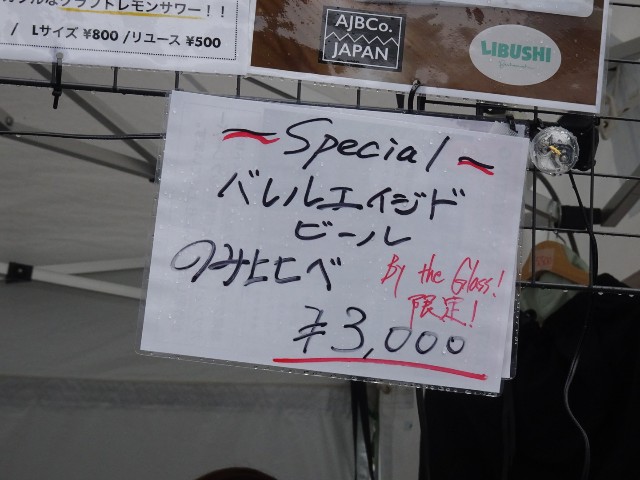 クラフトレモンサワー！！
/ Lサイズ ¥800 /リユース ¥500
AJBCo.
JAPAN
LIBUSHI
~Special~
バレルエイジド
ビール
のみ比べ
By the Glass!
限定!
¥3,000